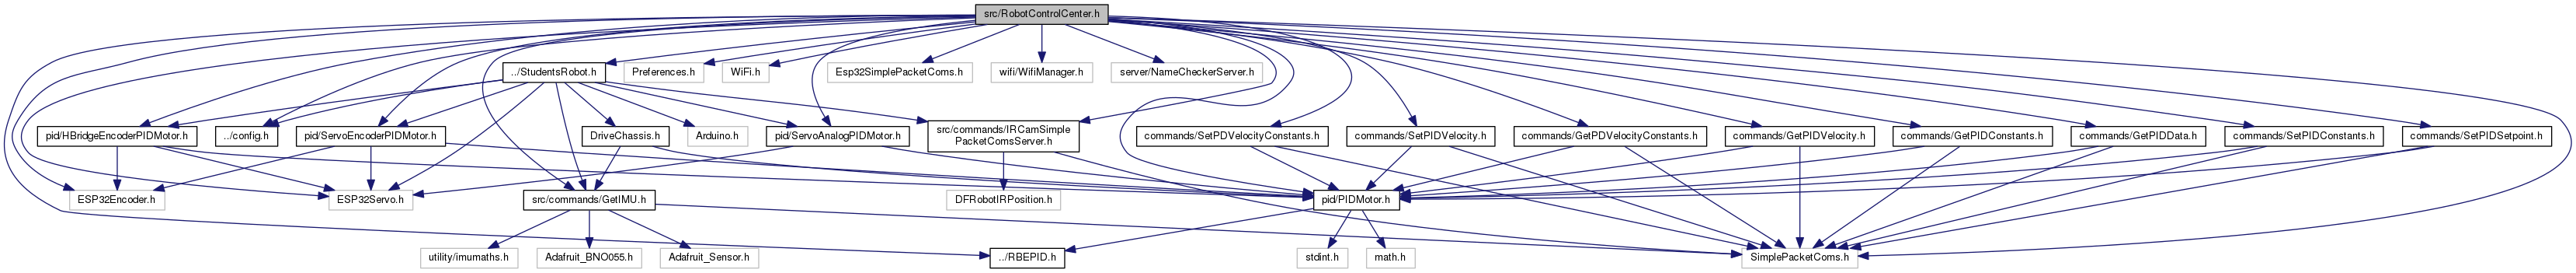 src/RobotControlCenter.h
../StudentsRobot.h
Preferences.h
WiFi.h
Esp32SimplePacketComs.h
wifi/WifiManager.h
server/NameCheckerServer.h
pid/HBridgeEncoderPIDMotor.h
../config.h
pid/ServoEncoderPIDMotor.h
DriveChassis.h
Arduino.h
pid/ServoAnalogPIDMotor.h
src/commands/IRCamSimple
PacketComsServer.h
commands/SetPDVelocityConstants.h
commands/SetPIDVelocity.h
commands/GetPDVelocityConstants.h
commands/GetPIDVelocity.h
commands/GetPIDConstants.h
commands/GetPIDData.h
commands/SetPIDConstants.h
commands/SetPIDSetpoint.h
ESP32Encoder.h
ESP32Servo.h
src/commands/GetIMU.h
DFRobotIRPosition.h
pid/PIDMotor.h
utility/imumaths.h
Adafruit_BNO055.h
Adafruit_Sensor.h
../RBEPID.h
stdint.h
math.h
SimplePacketComs.h